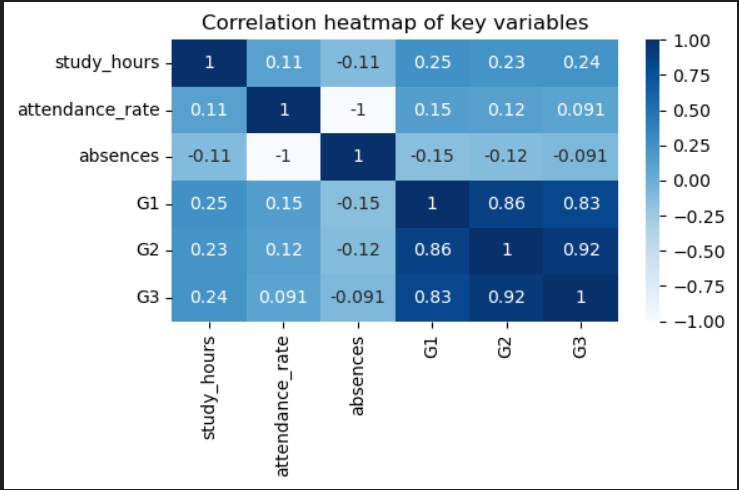 Correlation heatmap of key variables
study_hours 1 0.11 -0.11 0.25 0.23 0.24
attendance_rate 0.11 1 -1 0.15 0.12 0.091
absences -0.11 -1 1 -0.15 -0.12 -0.091
G1 0.25 0.15 -0.15 1 0.86 0.83
G2 0.23 0.12 -0.12 0.86 1 0.92
G3 0.24 0.091 -0.091 0.83 0.92 1
study_hours attendance_rate absences G1 G2 G3
1.00
0.75
0.50
0.25
0.00
−0.25
−0.50
−0.75
−1.00